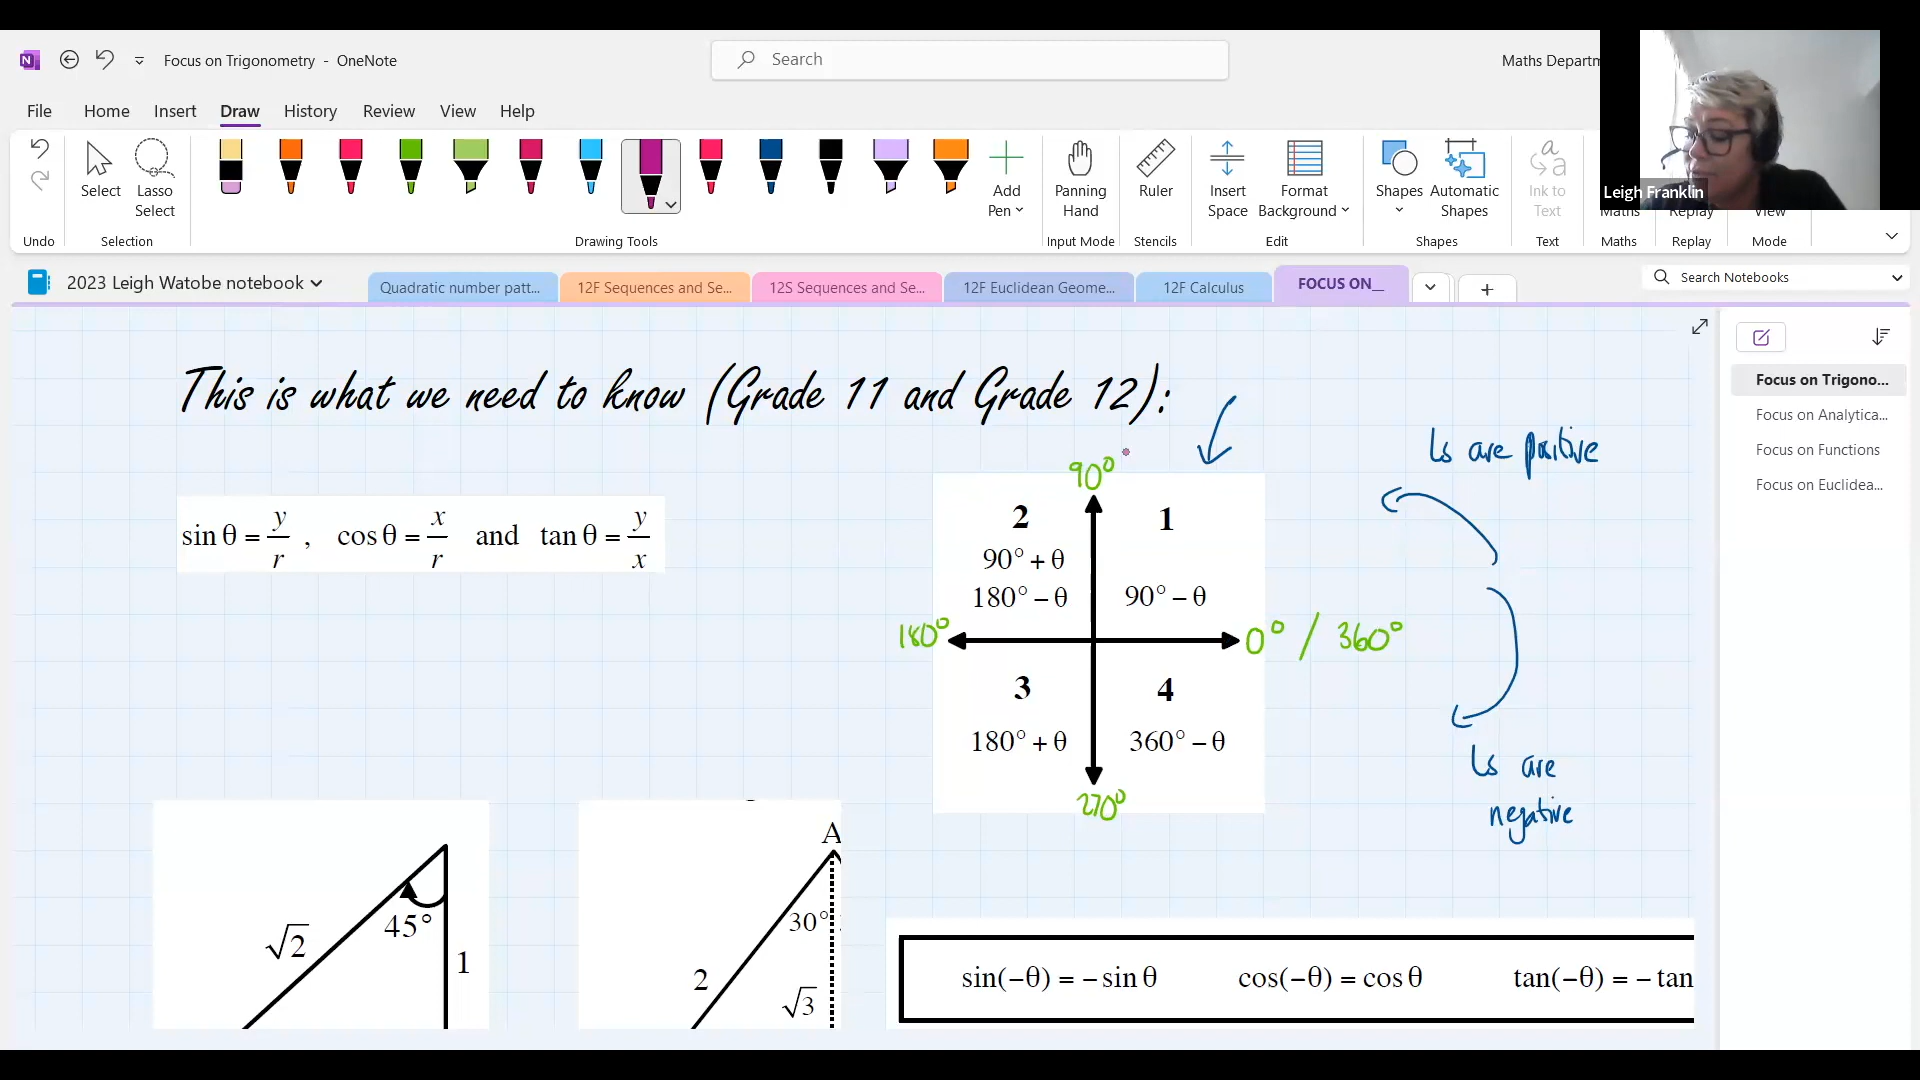 Focus on Trigonometry - OneNote
Search
Maths Departm
File Home Insert Draw History Review View Help
Undo
Select
Lasso Select
Selection
Drawing Tools
Add Pen
Panning Hand
Input Mode
Ruler
Stencils
Insert Space
Format Background
Edit
Shapes
Automatic Shapes
Shapes
Ink to Text
Text
Maths
Maths
Replay
Replay
View
Mode
Leigh Franklin
2023 Leigh Watobe notebook
Quadratic number patt...
12F Sequences and Se...
12S Sequences and Se...
12F Euclidean Geome...
12F Calculus
FOCUS ON__
Search Notebooks
Focus on Trigono...
Focus on Analytica...
Focus on Functions
Focus on Euclidea...
This is what we need to know (Grade 11 and Grade 12):
sin θ = y/r , cos θ = x/r and tan θ = y/x
90°
2 1
90° + θ
180° − θ 90° − θ
180° 0° / 360°
3 4
180° + θ 360° − θ
270°
∠s are positive
∠s are
negative
√2
45°
1
A
30°
2
√3
sin(−θ) = − sin θ cos(−θ) = cos θ tan(−θ) = − tan